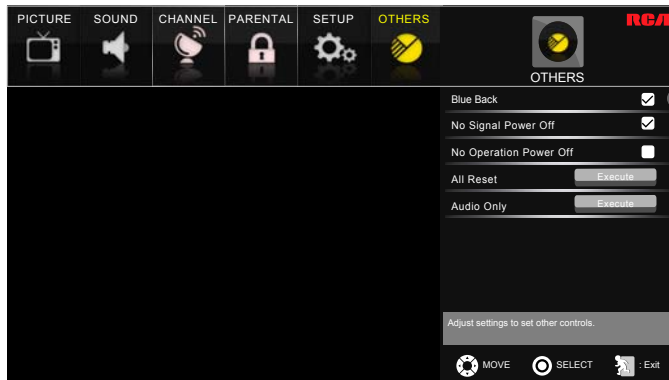 PICTURE SOUND CHANNEL PARENTAL SETUP OTHERS
RCA
OTHERS
Blue Back
No Signal Power Off
No Operation Power Off
All Reset Execute
Audio Only Execute
Adjust settings to set other controls.
MOVE SELECT : Exit